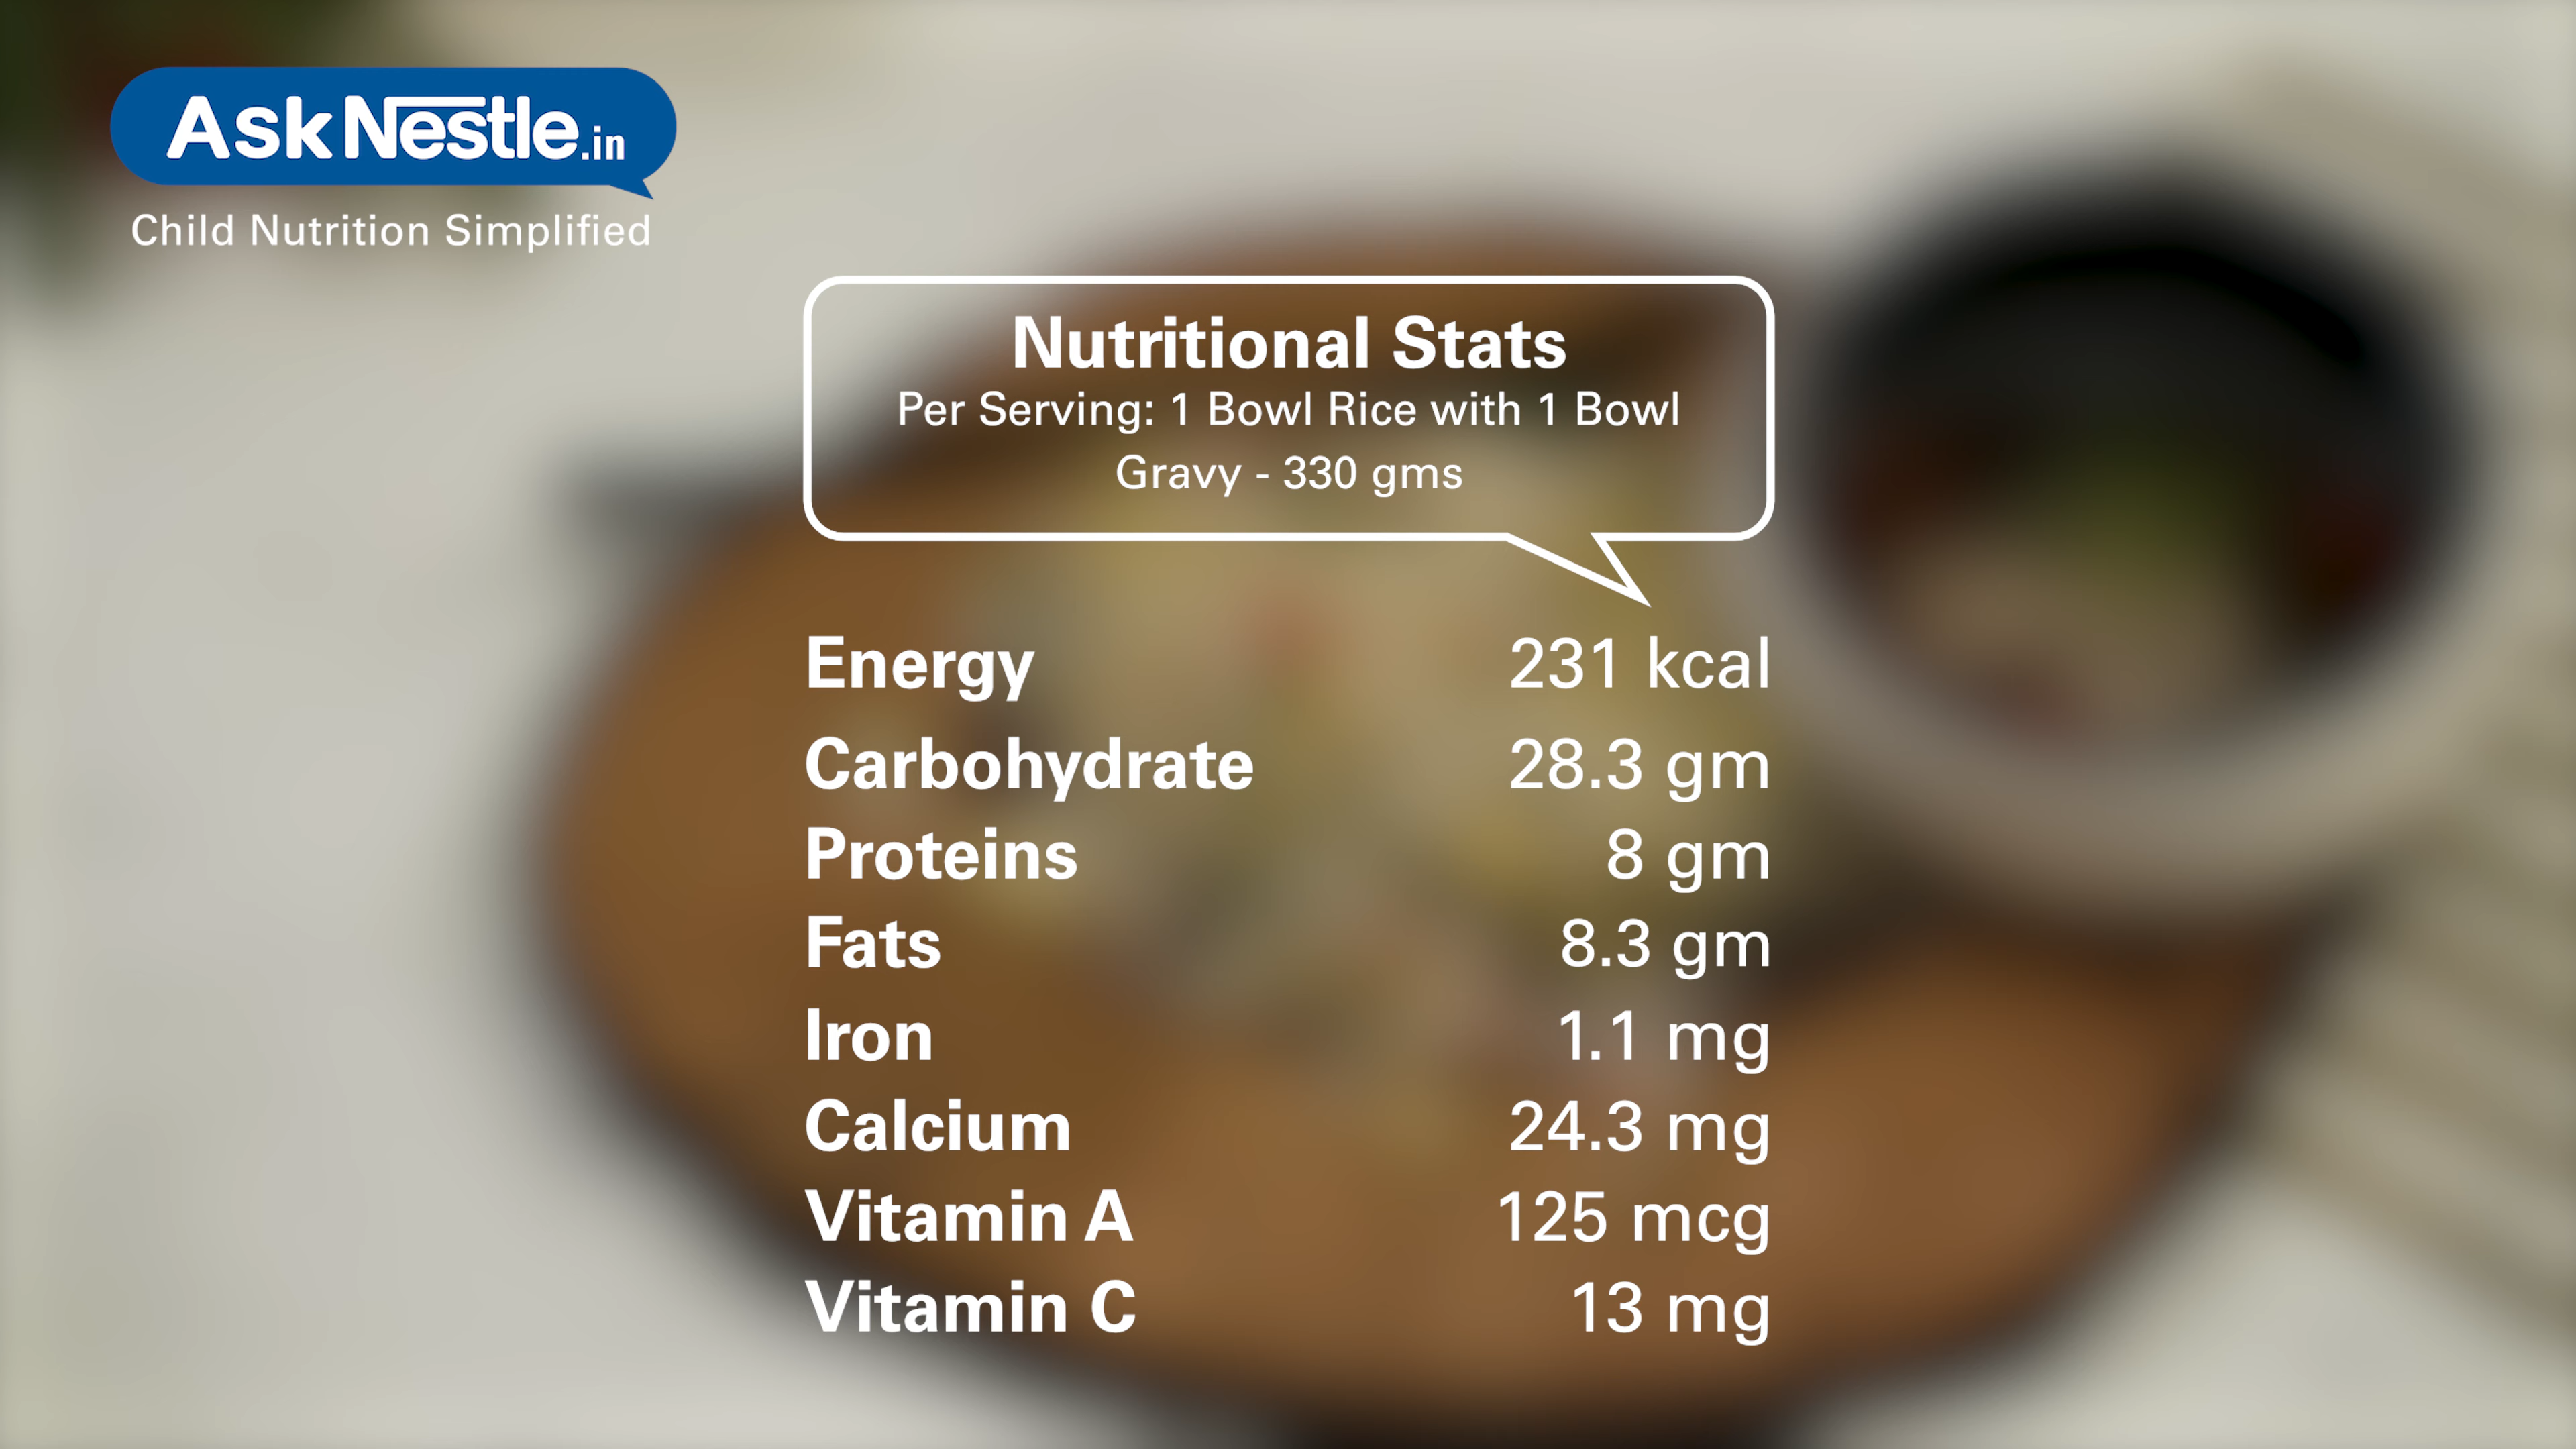 Ask Nestle.in
Child Nutrition Simplified
Nutritional Stats
Per Serving: 1 Bowl Rice with 1 Bowl
Gravy - 330 gms
Energy 231 kcal
Carbohydrate 28.3 gm
Proteins 8 gm
Fats 8.3 gm
Iron 1.1 mg
Calcium 24.3 mg
Vitamin A 125 mcg
Vitamin C 13 mg